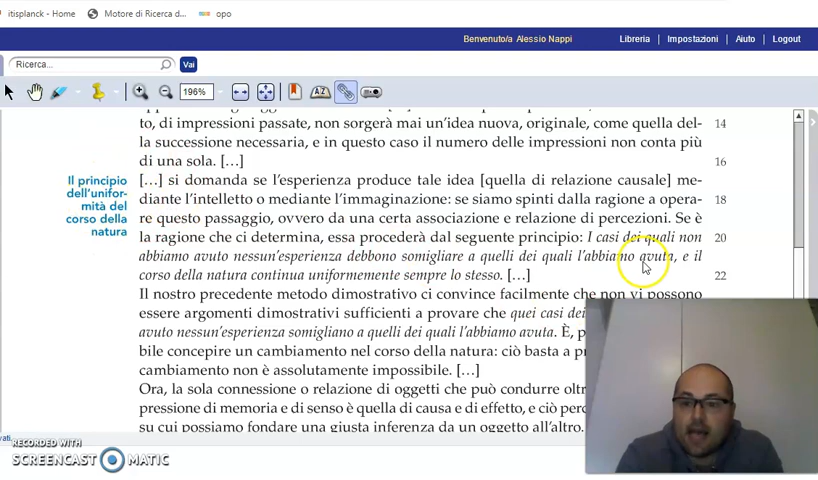 itisplanck - Home Motore di Ricerca d... opo
Benvenuto/a Alessio Nappi Libreria | Impostazioni | Aiuto | Logout
Ricerca... Vai
196% A-Z
to, di impressioni passate, non sorgerà mai un'idea nuova, originale, come quella del- 14
la successione necessaria, e in questo caso il numero delle impressioni non conta più
di una sola. […] 16
Il principio
dell'unifor-
mità del
corso della
natura
[…] si domanda se l'esperienza produce tale idea [quella di relazione causale] me-
diante l'intelletto o mediante l'immaginazione: se siamo spinti dalla ragione a opera- 18
re questo passaggio, ovvero da una certa associazione e relazione di percezioni. Se è
la ragione che ci determina, essa procederà dal seguente principio: I casi dei quali non 20
abbiamo avuto nessun'esperienza debbono somigliare a quelli dei quali l'abbiamo avuta, e il
corso della natura continua uniformemente sempre lo stesso. […] 22
Il nostro precedente metodo dimostrativo ci convince facilmente che non vi possono
essere argomenti dimostrativi sufficienti a provare che quei casi dei
avuto nessun'esperienza somigliano a quelli dei quali l'abbiamo avuta. È, p
bile concepire un cambiamento nel corso della natura: ciò basta a pr
cambiamento non è assolutamente impossibile. […]
Ora, la sola connessione o relazione di oggetti che può condurre oltr
pressione di memoria e di senso è quella di causa e di effetto, e ciò perc
su cui possiamo fondare una giusta inferenza da un oggetto all'altro.
RECORDED WITH
SCREENCAST MATIC